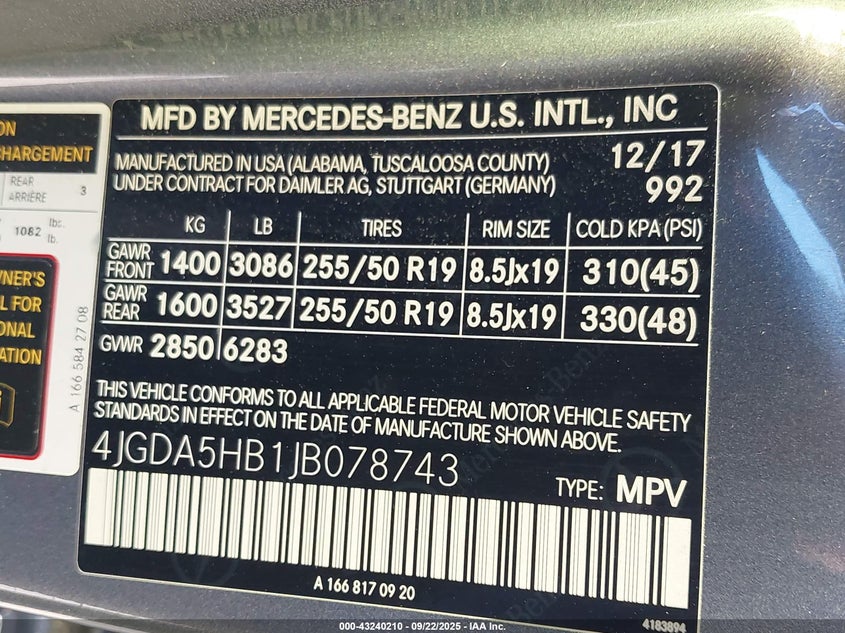 ON
CHARGEMENT
REAR
ARRIÈRE
3
lbs.
1082 lb.
WNER'S
L FOR
ONAL
ATION
A 166 584 27 08
MFD BY MERCEDES-BENZ U.S. INTL., INC
MANUFACTURED IN USA (ALABAMA, TUSCALOOSA COUNTY) 12/17
UNDER CONTRACT FOR DAIMLER AG, STUTTGART (GERMANY) 992
KG LB TIRES RIM SIZE COLD KPA (PSI)
GAWR FRONT 1400 3086 255/50 R19 8.5Jx19 310(45)
GAWR REAR 1600 3527 255/50 R19 8.5Jx19 330(48)
GVWR 2850 6283
THIS VEHICLE CONFORMS TO ALL APPLICABLE FEDERAL MOTOR VEHICLE SAFETY
STANDARDS IN EFFECT ON THE DATE OF MANUFACTURE SHOWN ABOVE.
4JGDA5HB1JB078743
TYPE: MPV
A 166 817 09 20
4183894
000-43240210 - 09/22/2025 - IAA Inc.